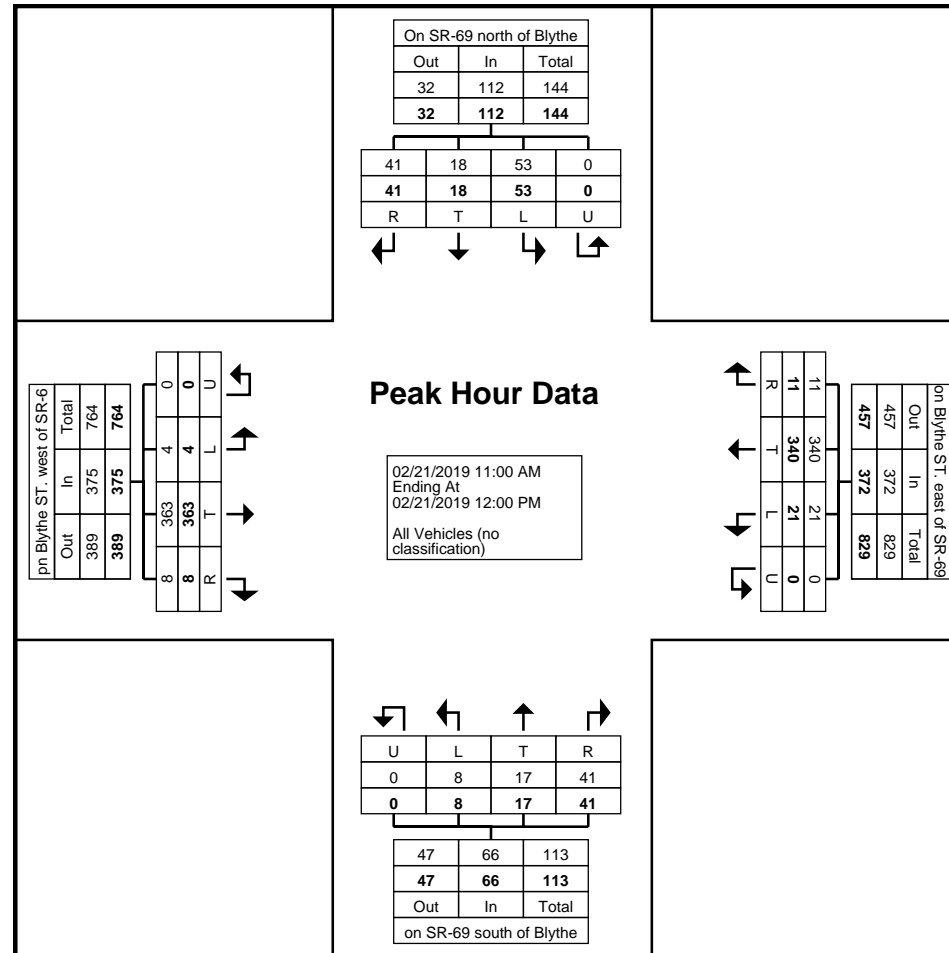 On SR-69 north of Blythe
Out In Total
32 112 144
32 112 144
41 18 53 0
41 18 53 0
R T L U
pn Blythe ST. west of SR-6
Total In Out
764 375 389
764 375 389
0 4 363 8
0 4 363 8
U L T R
Peak Hour Data
02/21/2019 11:00 AM
Ending At
02/21/2019 12:00 PM
All Vehicles (no
classification)
R T L U
11 340 21 0
11 340 21 0
457 372 829
457 372 829
Out In Total
on Blythe ST. east of SR-69
U L T R
0 8 17 41
0 8 17 41
47 66 113
47 66 113
Out In Total
on SR-69 south of Blythe